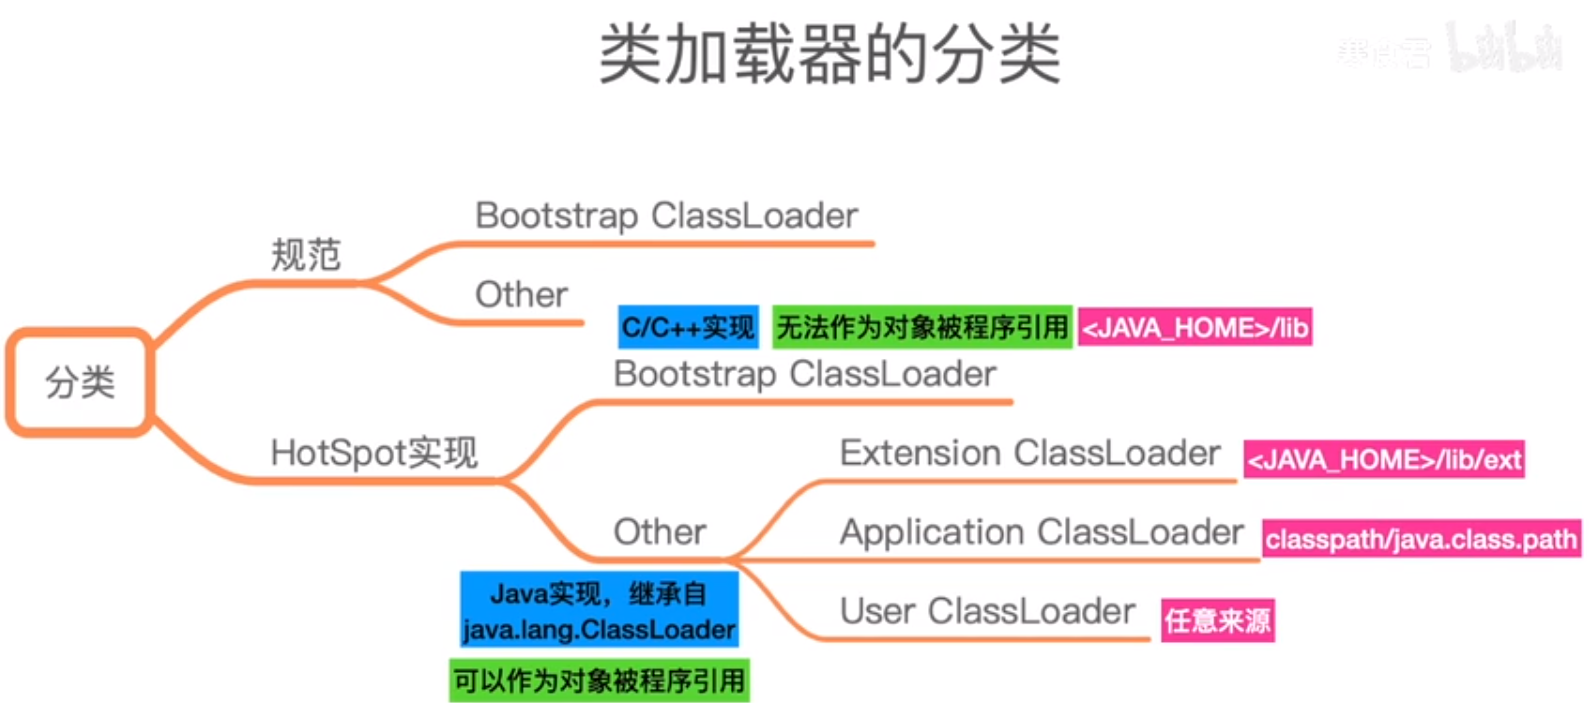 类加载器的分类
寒食君 bilibili
Bootstrap ClassLoader
规范
Other
C/C++实现 无法作为对象被程序引用 <JAVA_HOME>/lib
Bootstrap ClassLoader
分类
HotSpot实现
Extension ClassLoader <JAVA_HOME>/lib/ext
Other
Application ClassLoader classpath/java.class.path
Java实现，继承自
java.lang.ClassLoader
User ClassLoader 任意来源
可以作为对象被程序引用